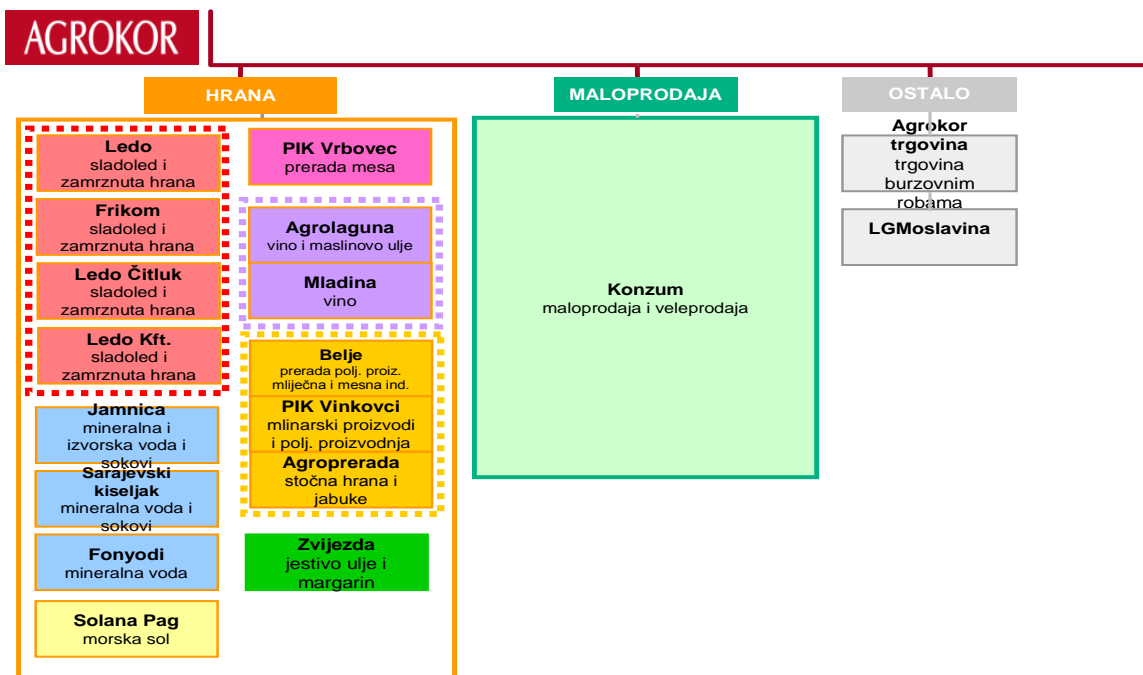 AGROKOR
HRANA
Ledo
sladoled i
zamrznuta hrana
Frikom
sladoled i
zamrznuta hrana
Ledo Čitluk
sladoled i
zamrznuta hrana
Ledo Kft.
sladoled i
zamrznuta hrana
Jamnica
mineralna i
izvorska voda i
sokovi
Sarajevski
kiseljak
mineralna voda i
sokovi
Fonyodi
mineralna voda
Solana Pag
morska sol
PIK Vrbovec
prerada mesa
Agrolaguna
vino i maslinovo ulje
Mladina
vino
Belje
prerada polj. proiz.
mliječna i mesna ind.
PIK Vinkovci
mlinarski proizvodi
i polj. proizvodnja
Agroprerada
stočna hrana i
jabuke
Zvijezda
jestivo ulje i
margarin
MALOPRODAJA
Konzum
maloprodaja i veleprodaja
OSTALO
Agrokor
trgovina
trgovina
burzovnim
robama
LGMoslavina